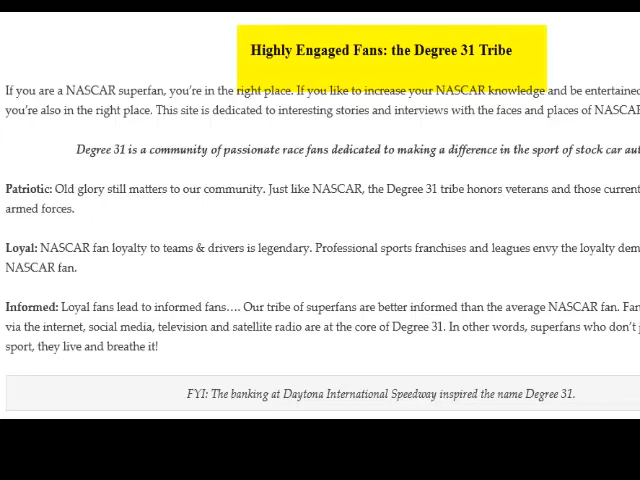 Highly Engaged Fans: the Degree 31 Tribe
If you are a NASCAR superfan, you're in the right place. If you like to increase your NASCAR knowledge and be entertained
you're also in the right place. This site is dedicated to interesting stories and interviews with the faces and places of NASCAR
Degree 31 is a community of passionate race fans dedicated to making a difference in the sport of stock car aut
Patriotic: Old glory still matters to our community. Just like NASCAR, the Degree 31 tribe honors veterans and those current
armed forces.
Loyal: NASCAR fan loyalty to teams & drivers is legendary. Professional sports franchises and leagues envy the loyalty dem
NASCAR fan.
Informed: Loyal fans lead to informed fans…. Our tribe of superfans are better informed than the average NASCAR fan. Fan
via the internet, social media, television and satellite radio are at the core of Degree 31. In other words, superfans who don't j
sport, they live and breathe it!
FYI: The banking at Daytona International Speedway inspired the name Degree 31.